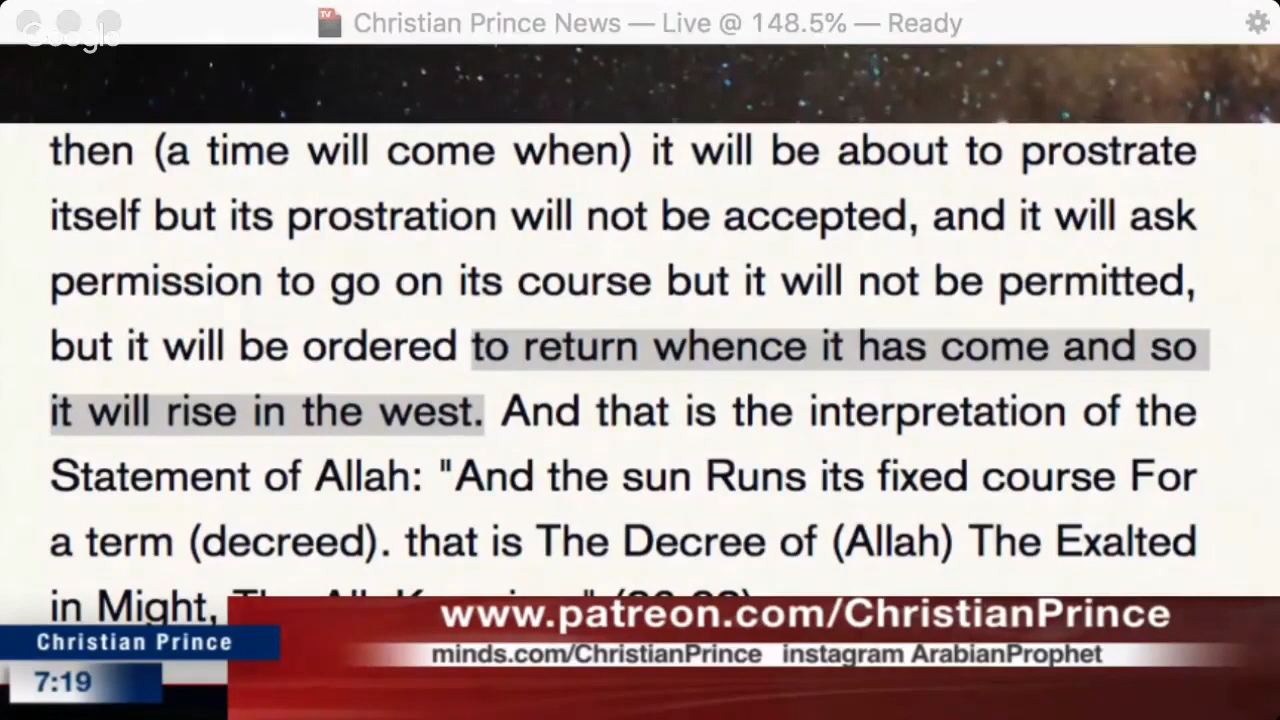 Christian Prince News — Live @ 148.5% — Ready
Google
then (a time will come when) it will be about to prostrate
itself but its prostration will not be accepted, and it will ask
permission to go on its course but it will not be permitted,
but it will be ordered to return whence it has come and so
it will rise in the west. And that is the interpretation of the
Statement of Allah: "And the sun Runs its fixed course For
a term (decreed). that is The Decree of (Allah) The Exalted
in Might,
www.patreon.com/ChristianPrince
Christian Prince
minds.com/ChristianPrince instagram ArabianProphet
7:19